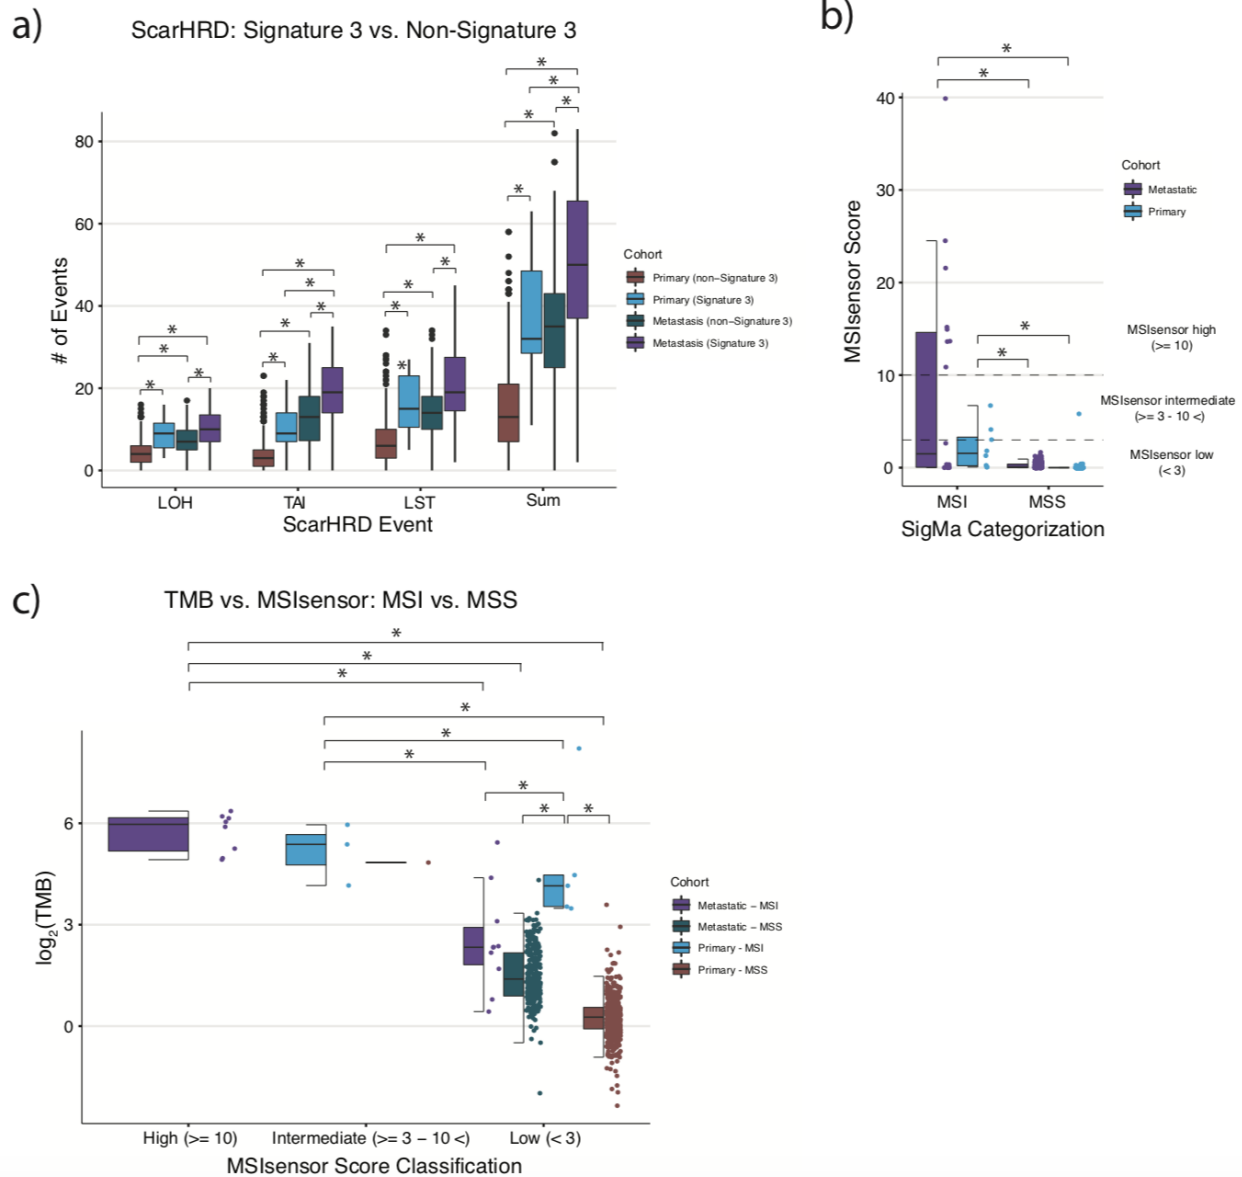 a)
ScarHRD: Signature 3 vs. Non-Signature 3
# of Events
80
60
40
20
0
* * * *
* * * * *
* * * * *
* * * * *
LOH
TAI
LST
Sum
ScarHRD Event
Cohort
Primary (non–Signature 3)
Primary (Signature 3)
Metastasis (non–Signature 3)
Metastasis (Signature 3)
b)
MSIsensor Score
40
30
20
10
0
*
*
*
*
MSI
MSS
SigMa Categorization
Cohort
Metastatic
Primary
MSIsensor high
(>= 10)
MSIsensor intermediate
(>= 3 - 10 <)
MSIsensor low
(< 3)
c)
TMB vs. MSIsensor: MSI vs. MSS
*
*
*
*
*
*
*
* *
log2(TMB)
6
3
0
High (>= 10)
Intermediate (>= 3 – 10 <)
Low (< 3)
MSIsensor Score Classification
Cohort
Metastatic – MSI
Metastatic – MSS
Primary - MSI
Primary - MSS